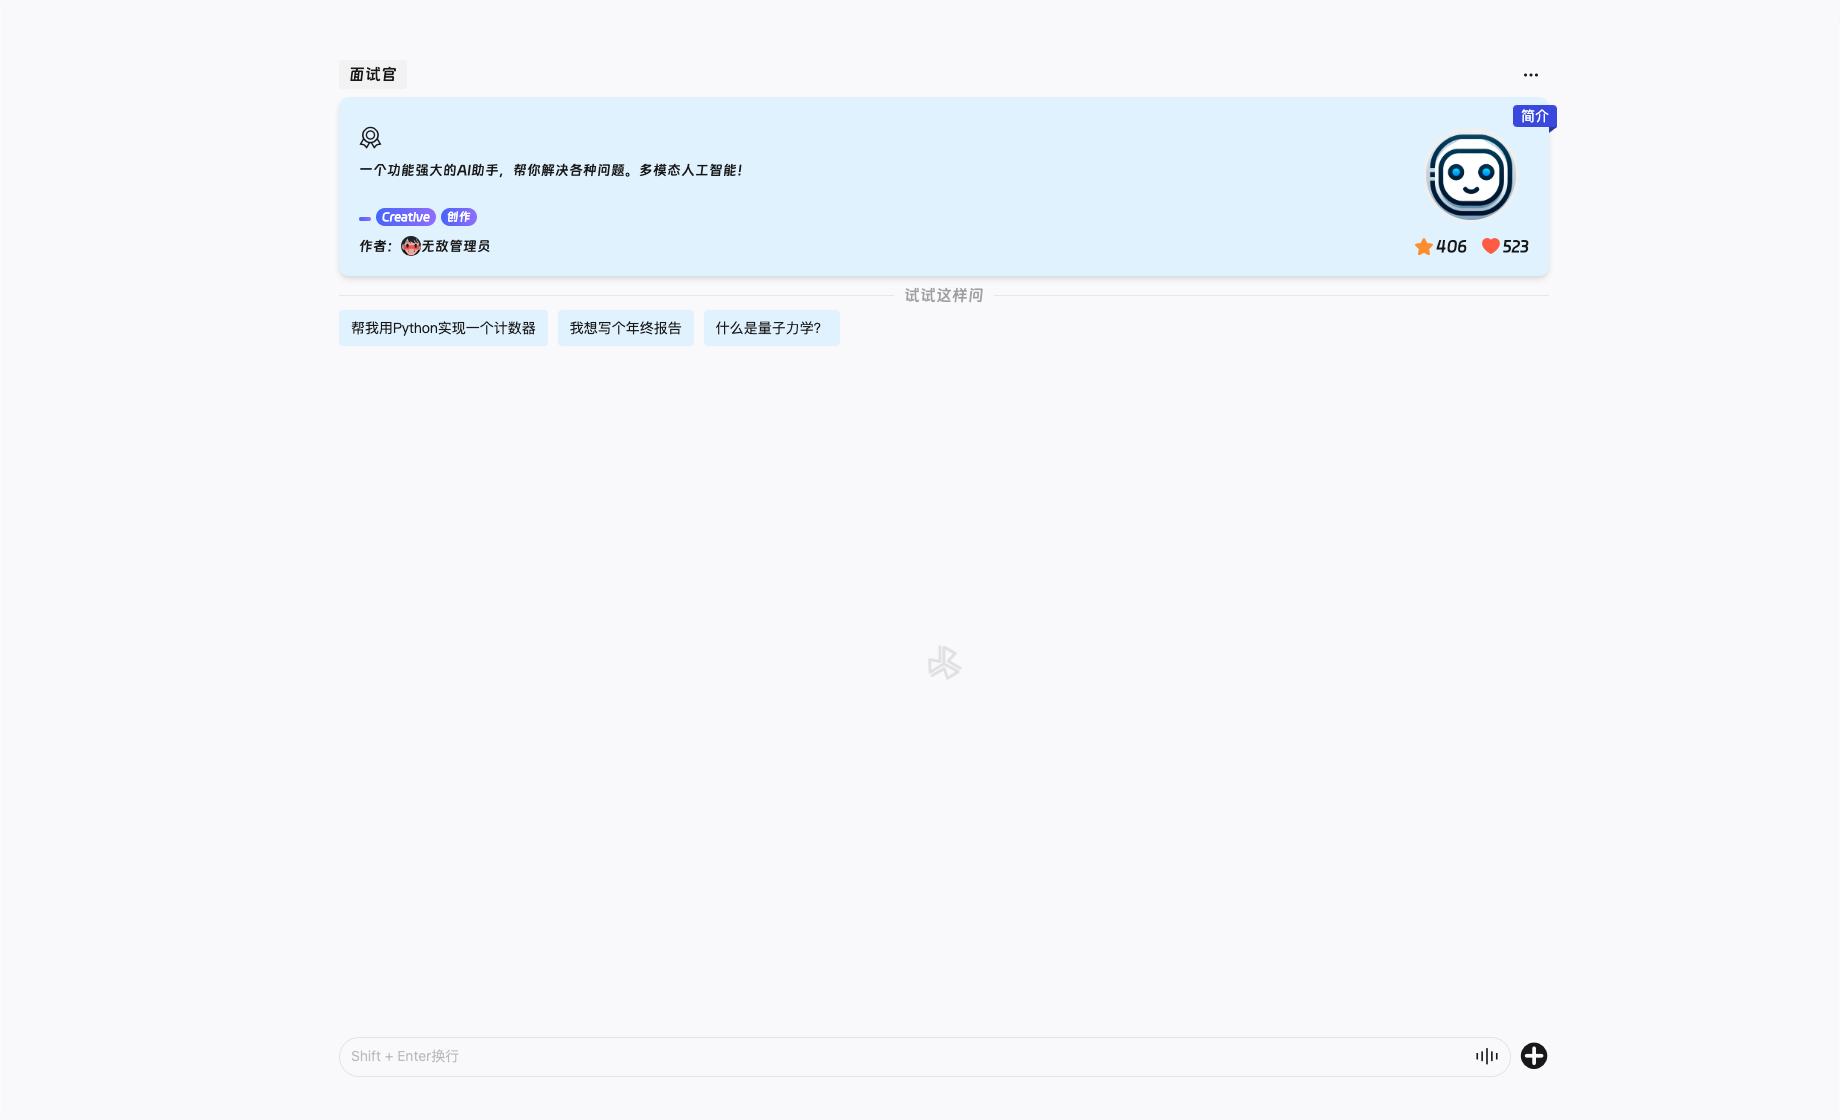 面试官
简介
一个功能强大的AI助手，帮你解决各种问题。多模态人工智能！
Creative 创作
作者： 无敌管理员
406 523
试试这样问
帮我用Python实现一个计数器 我想写个年终报告 什么是量子力学？
Shift + Enter换行